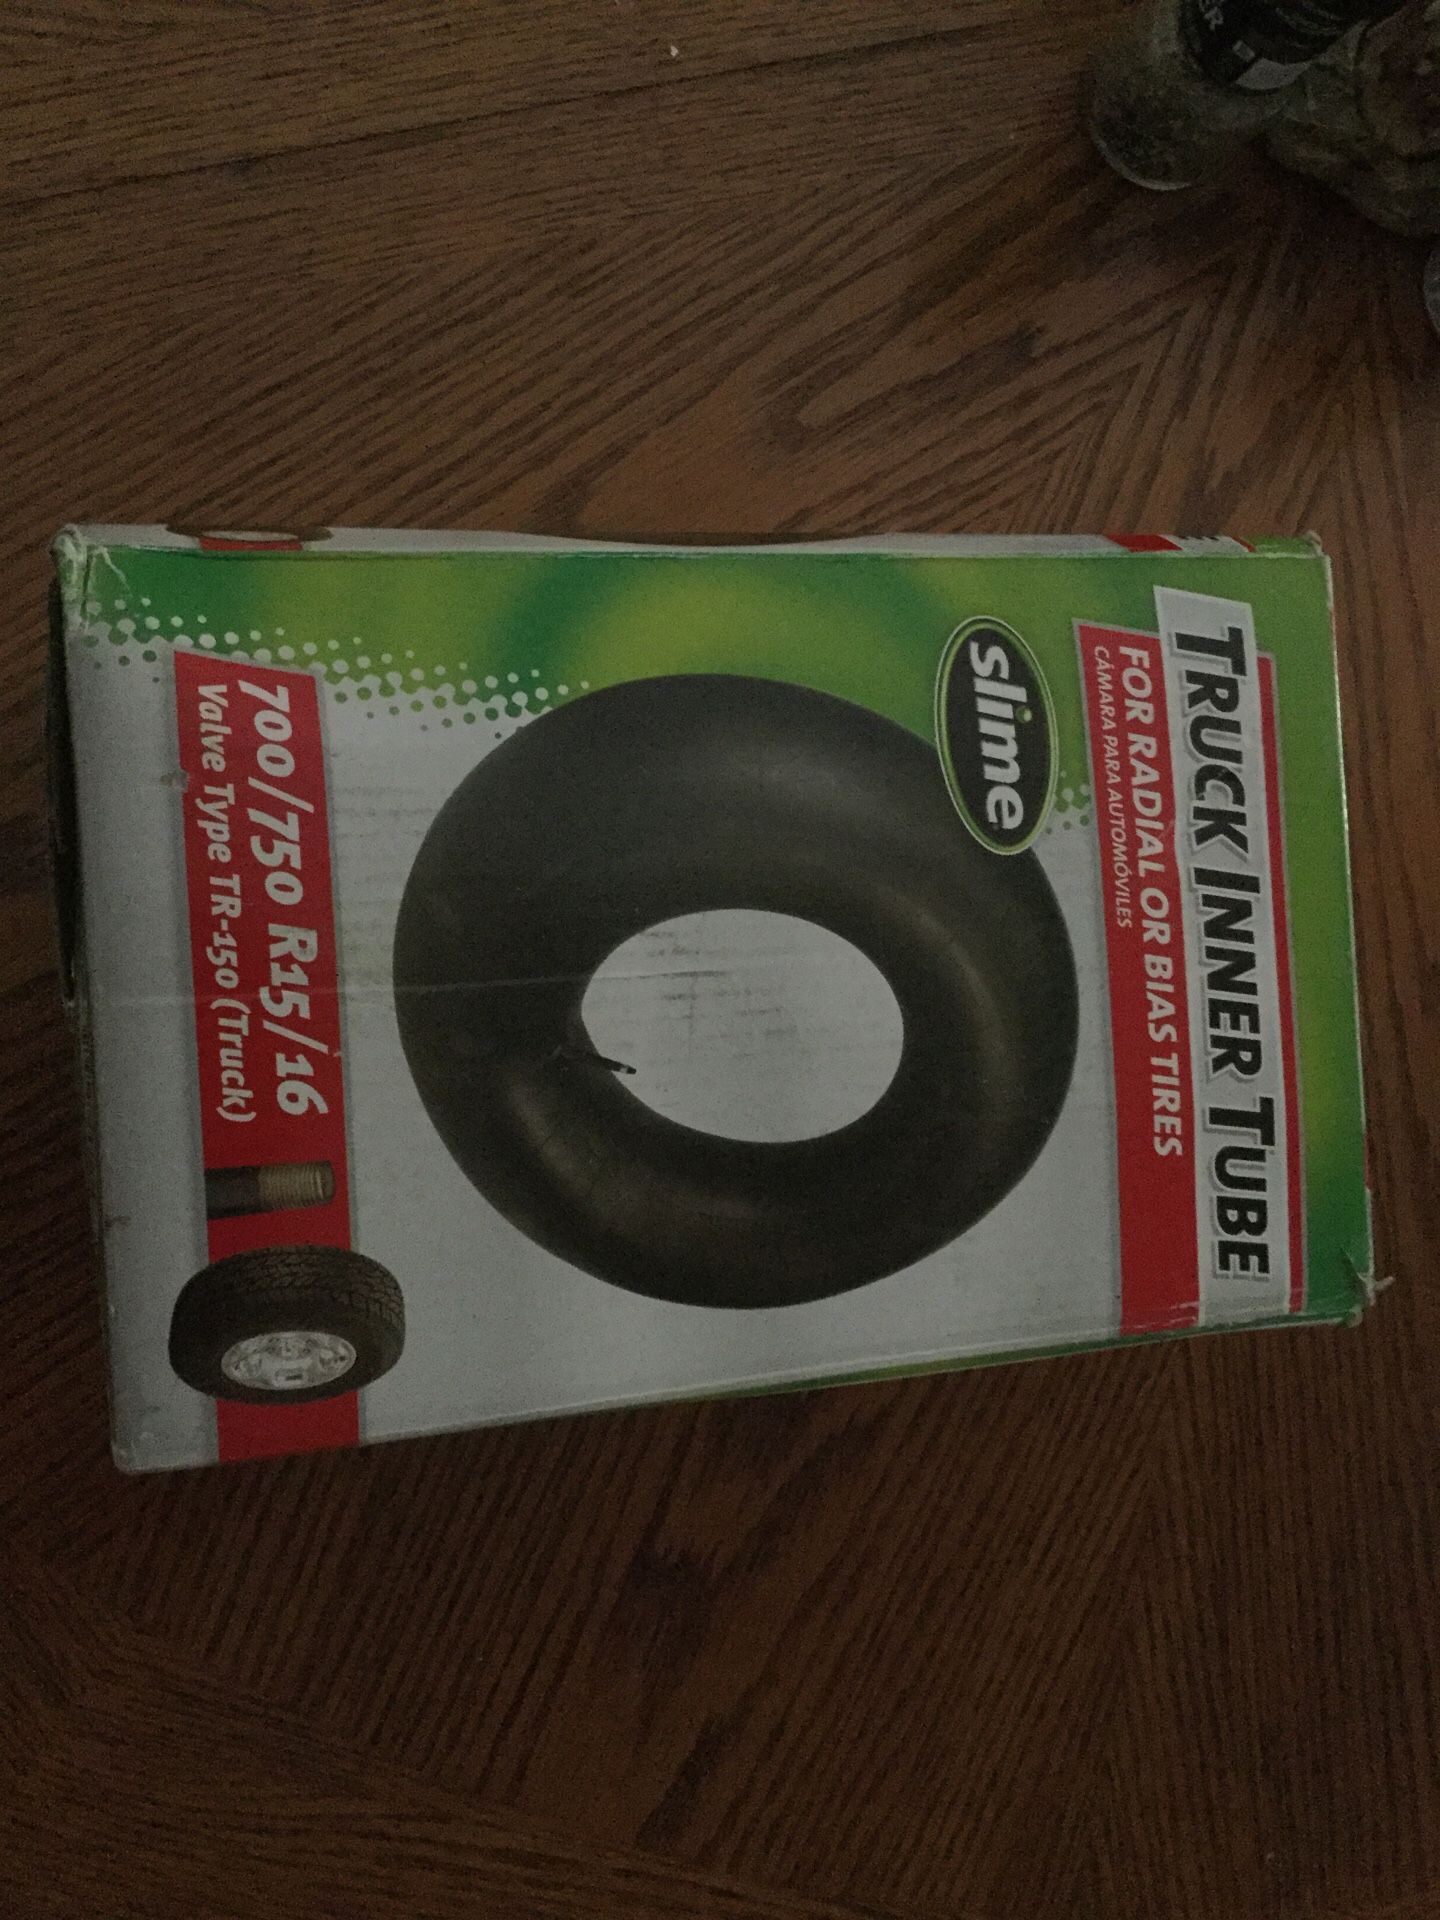 TRUCK INNER TUBE
FOR RADIAL OR BIAS TIRES
CÁMARA PARA AUTOMÓVILES
slime
700/750 R15/16
Valve Type TR-150 (Truck)